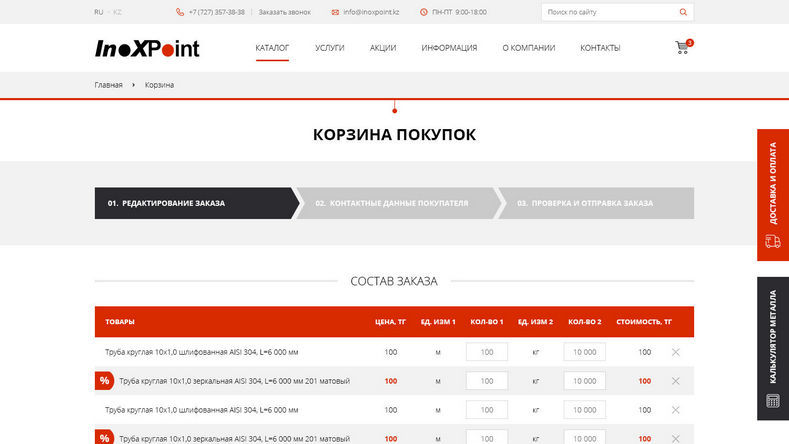 RU KZ +7 (727) 357-38-38 Заказать звонок info@inoxpoint.kz ПН-ПТ 9:00-18:00 Поиск по сайту
InoXPoint КАТАЛОГ УСЛУГИ АКЦИИ ИНФОРМАЦИЯ О КОМПАНИИ КОНТАКТЫ 3
Главная › Корзина
КОРЗИНА ПОКУПОК
01. РЕДАКТИРОВАНИЕ ЗАКАЗА 02. КОНТАКТНЫЕ ДАННЫЕ ПОКУПАТЕЛЯ 03. ПРОВЕРКА И ОТПРАВКА ЗАКАЗА
СОСТАВ ЗАКАЗА
ТОВАРЫ ЦЕНА, ТГ ЕД. ИЗМ 1 КОЛ-ВО 1 ЕД. ИЗМ 2 КОЛ-ВО 2 СТОИМОСТЬ, ТГ
Труба круглая 10х1,0 шлифованная AISI 304, L=6 000 мм 100 м 100 кг 10 000 100
% Труба круглая 10х1,0 зеркальная AISI 304, L=6 000 мм 201 матовый 100 м 100 кг 10 000 100
Труба круглая 10х1,0 шлифованная AISI 304, L=6 000 мм 100 м 100 кг 10 000 100
% Труба круглая 10х1,0 зеркальная AISI 304, L=6 000 мм 201 матовый 100 м 100 кг 10 000 100
ДОСТАВКА И ОПЛАТА
КАЛЬКУЛЯТОР МЕТАЛЛА